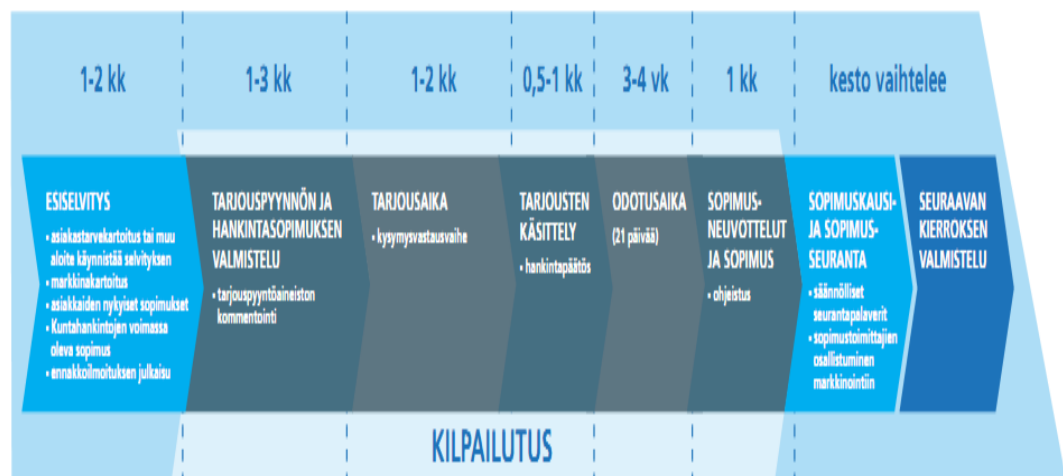 1-2 kk
1-3 kk
1-2 kk
0,5-1 kk
3-4 vk
1 kk
kesto vaihtelee
ESISELVITYS
• asiakastarvekartoitus tai muu
aloite käynnistää selvityksen
• markkinakartoitus
• asiakkaiden nykyiset sopimukset
• Kuntahankintojen voimassa
oleva sopimus
• ennakkoilmoituksen julkaisu
TARJOUSPYYNNÖN JA
HANKINTASOPIMUKSEN
VALMISTELU
• tarjouspyyntöaineiston
kommentointi
TARJOUSAIKA
• kysymysvastausvaihe
TARJOUSTEN
KÄSITTELY
• hankintapäätös
ODOTUSAIKA
(21 päivää)
SOPIMUS-
NEUVOTTELUT
JA SOPIMUS
• ohjeistus
SOPIMUSKAUSI-
JA SOPIMUS-
SEURANTA
• säännölliset
seurantapalaverit
• sopimustoimittajien
osallistuminen
markkinointiin
SEURAAVAN
KIERROKSEN
VALMISTELU
KILPAILUTUS